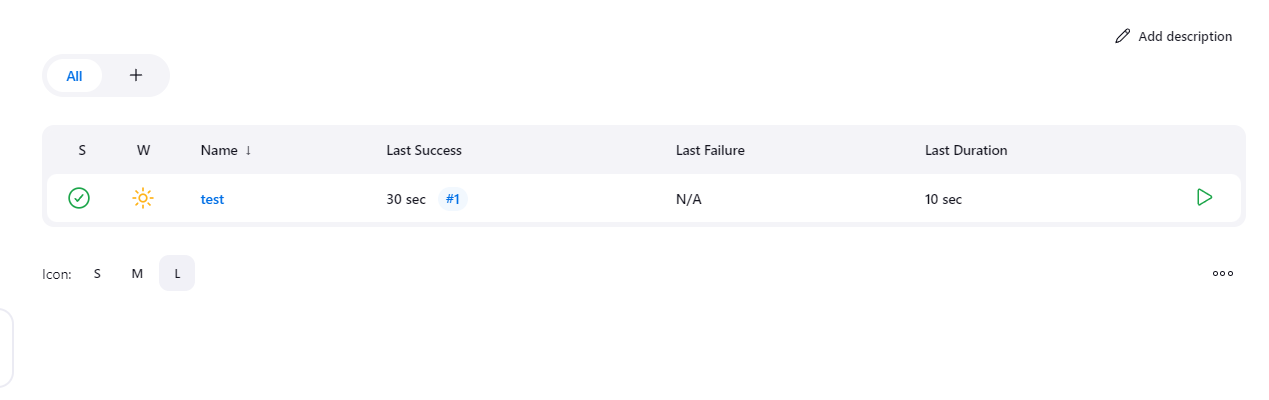 Add description
All +
S W Name ↓ Last Success Last Failure Last Duration
test 30 sec #1 N/A 10 sec
Icon: S M L